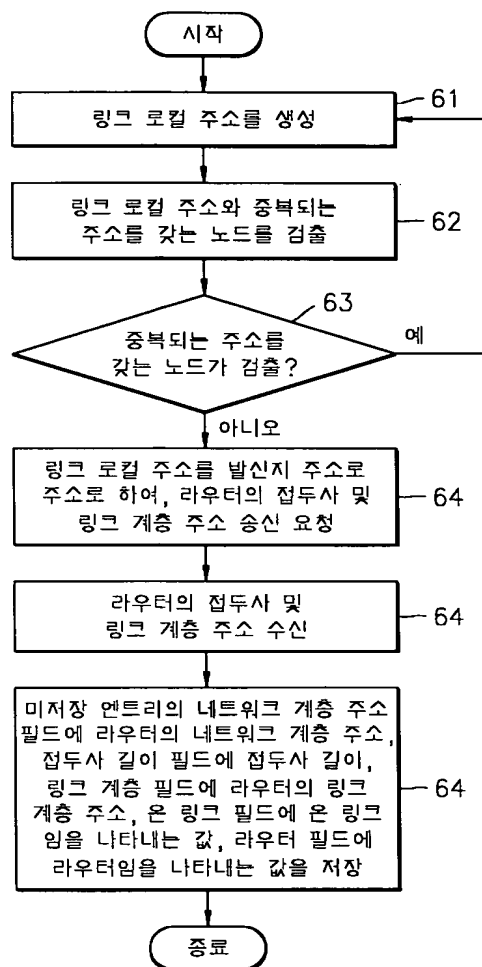 시작
링크 로컬 주소를 생성
61
링크 로컬 주소와 중복되는
주소를 갖는 노드를 검출
62
63
중복되는 주소를
갖는 노드가 검출?
예
아니오
링크 로컬 주소를 발신지 주소로
주소로 하여, 라우터의 접두사 및
링크 계층 주소 송신 요청
64
라우터의 접두사 및
링크 계층 주소 수신
64
미저장 엔트리의 네트워크 계층 주소
필드에 라우터의 네트워크 계층 주소,
접두사 길이 필드에 접두사 길이,
링크 계층 필드에 라우터의 링크
계층 주소, 온 링크 필드에 온 링크
임을 나타내는 값, 라우터 필드에
라우터임을 나타내는 값을 저장
64
종료